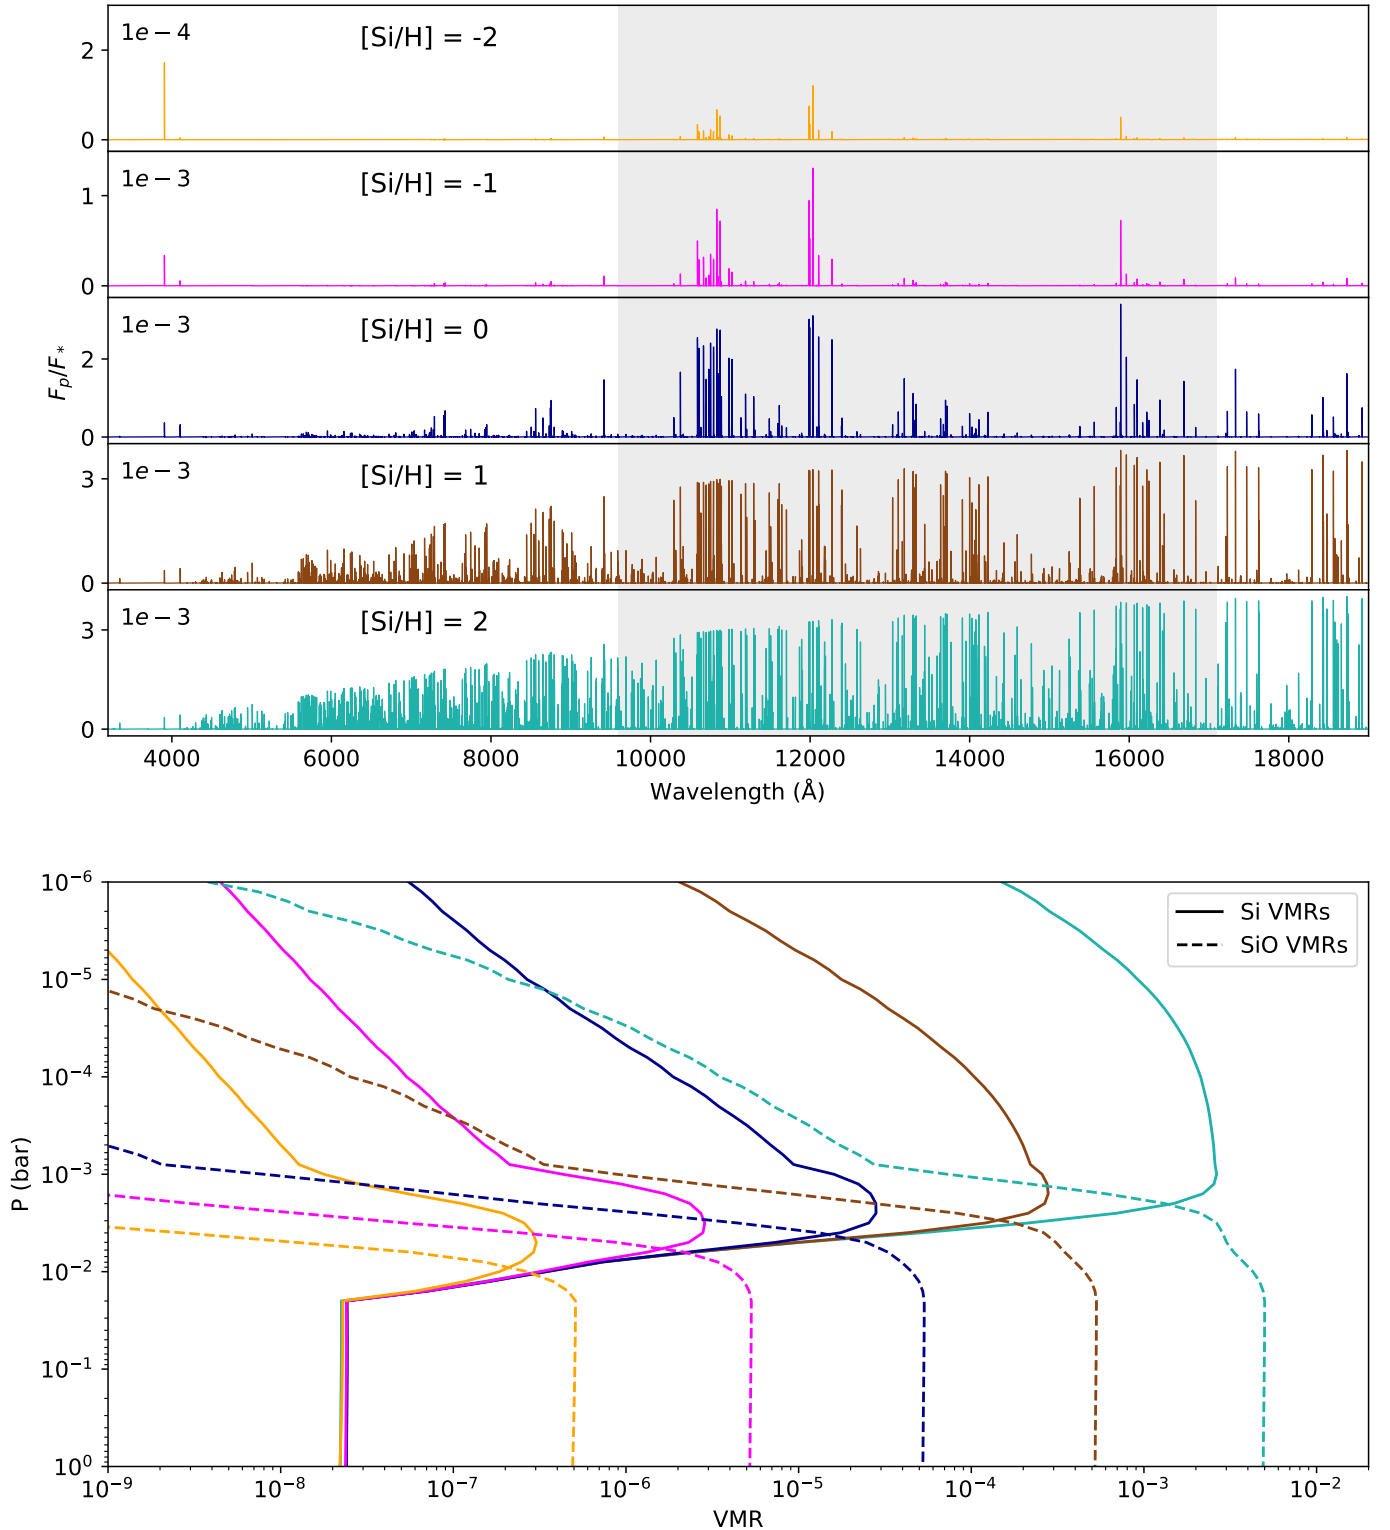 1e−4 [Si/H] = -2
2
0
1e−3 [Si/H] = -1
1
0
1e−3 [Si/H] = 0
2
0
F_p/F_*
1e−3 [Si/H] = 1
3
0
1e−3 [Si/H] = 2
3
0
4000 6000 8000 10000 12000 14000 16000 18000
Wavelength (Å)
10⁻⁶
10⁻⁵
10⁻⁴
10⁻³
10⁻²
10⁻¹
10⁰
P (bar)
Si VMRs
SiO VMRs
10⁻⁹ 10⁻⁸ 10⁻⁷ 10⁻⁶ 10⁻⁵ 10⁻⁴ 10⁻³ 10⁻²
VMR